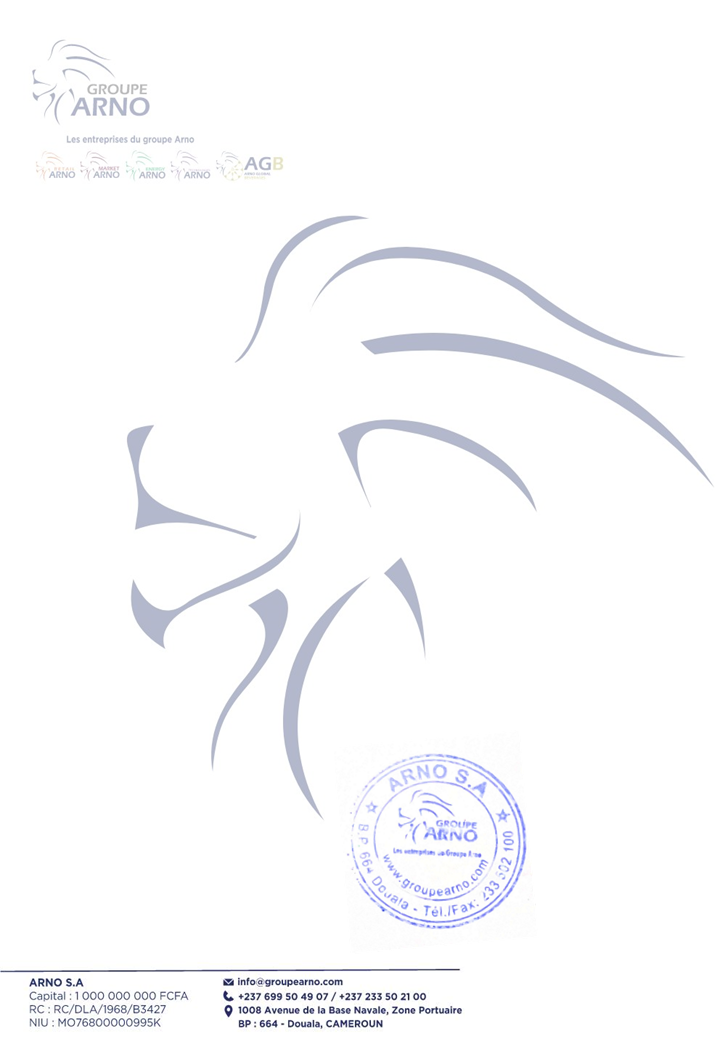 GROUPE
ARNO
Les entreprises du groupe Arno
ARNO
MARKET
ARNO
ARNO
ARNO
AGB
ARNO S.A
GROUPE
ARNO
Les entreprises du Groupe Arno
www.groupearno.com
B.P. 664 Douala - Tél./Fax: 233 502 100
ARNO S.A
Capital : 1 000 000 000 FCFA
RC : RC/DLA/1968/B3427
NIU : MO76800000995K
info@groupearno.com
+237 699 50 49 07 / +237 233 50 21 00
1008 Avenue de la Base Navale, Zone Portuaire
BP : 664 - Douala, CAMEROUN